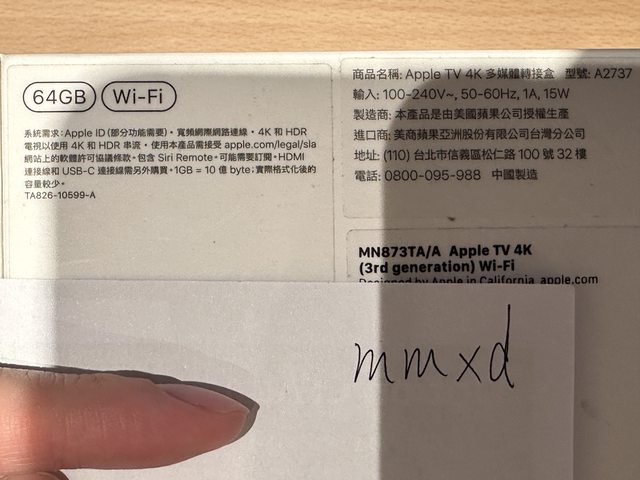 64GB Wi-Fi
系統需求：Apple ID (部分功能需要)，寬頻網際網路連線，4K 和 HDR
電視以使用 4K 和 HDR 串流。使用本產品需接受 apple.com/legal/sla
網站上的軟體許可協議條款。包含 Siri Remote。可能需要訂閱。HDMI
連接線和 USB-C 連接線需另外購買。1GB = 10 億 byte；實際格式化後的
容量較少。
TA826-10599-A
商品名稱: Apple TV 4K 多媒體轉接盒 型號: A2737
輸入: 100-240V~, 50-60Hz, 1A, 15W
製造商: 本產品是由美國蘋果公司授權生產
進口商: 美商蘋果亞洲股份有限公司台灣分公司
地址: (110) 台北市信義區松仁路 100 號 32 樓
電話: 0800-095-988 中國製造
MN873TA/A Apple TV 4K
(3rd generation) Wi-Fi
Designed by Apple in California apple.com
mmxd